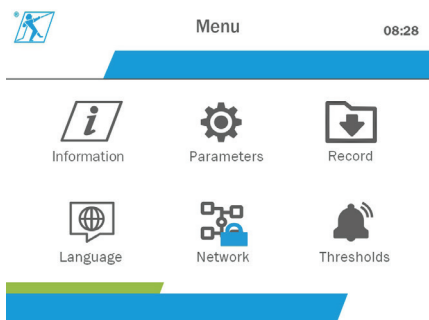 Menu
08:28
Information
Parameters
Record
Language
Network
Thresholds